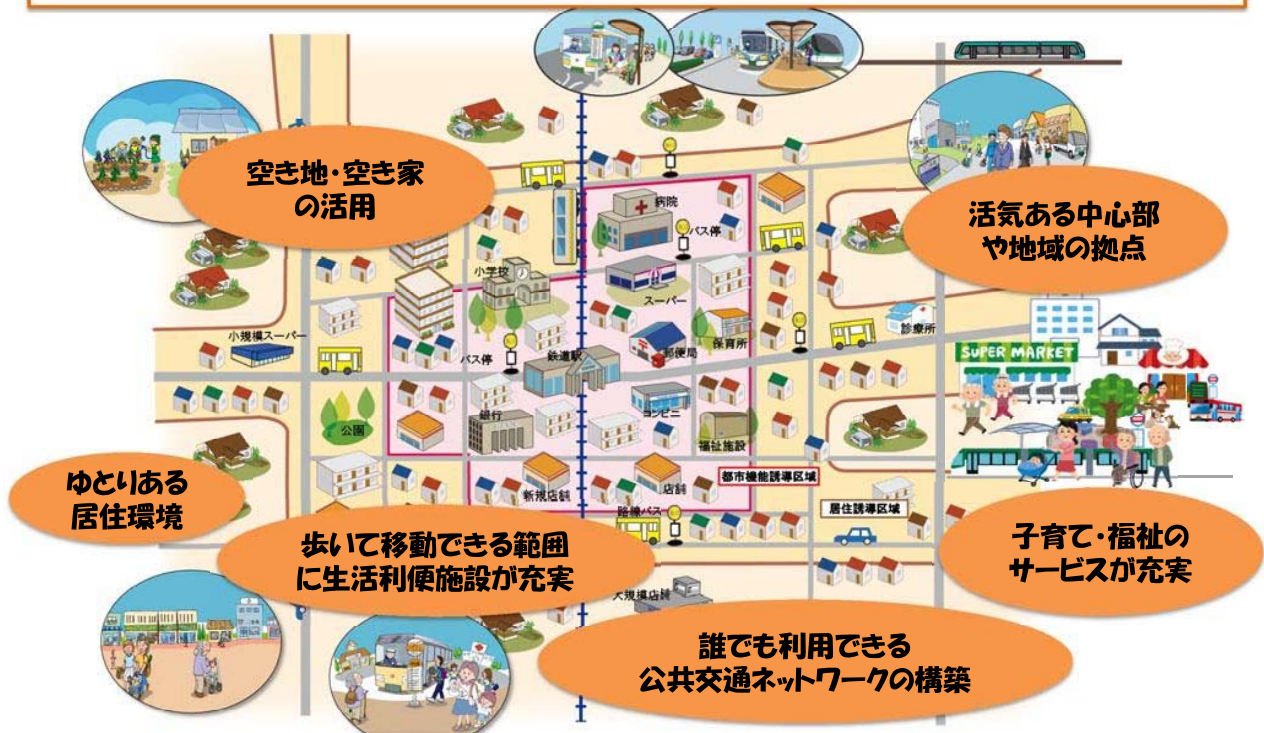 空き地・空き家
の活用
活気ある中心部
や地域の拠点
病院
バス停
小学校
スーパー
小規模スーパー
バス停
鉄道駅
郵便局
保育所
診療所
SUPER MARKET
公園
銀行
コンビニ
福祉施設
新規店舗
店舗
都市機能誘導区域
路線バス
居住誘導区域
ゆとりある
居住環境
歩いて移動できる範囲
に生活利便施設が充実
子育て・福祉の
サービスが充実
大規模店舗
誰でも利用できる
公共交通ネットワークの構築